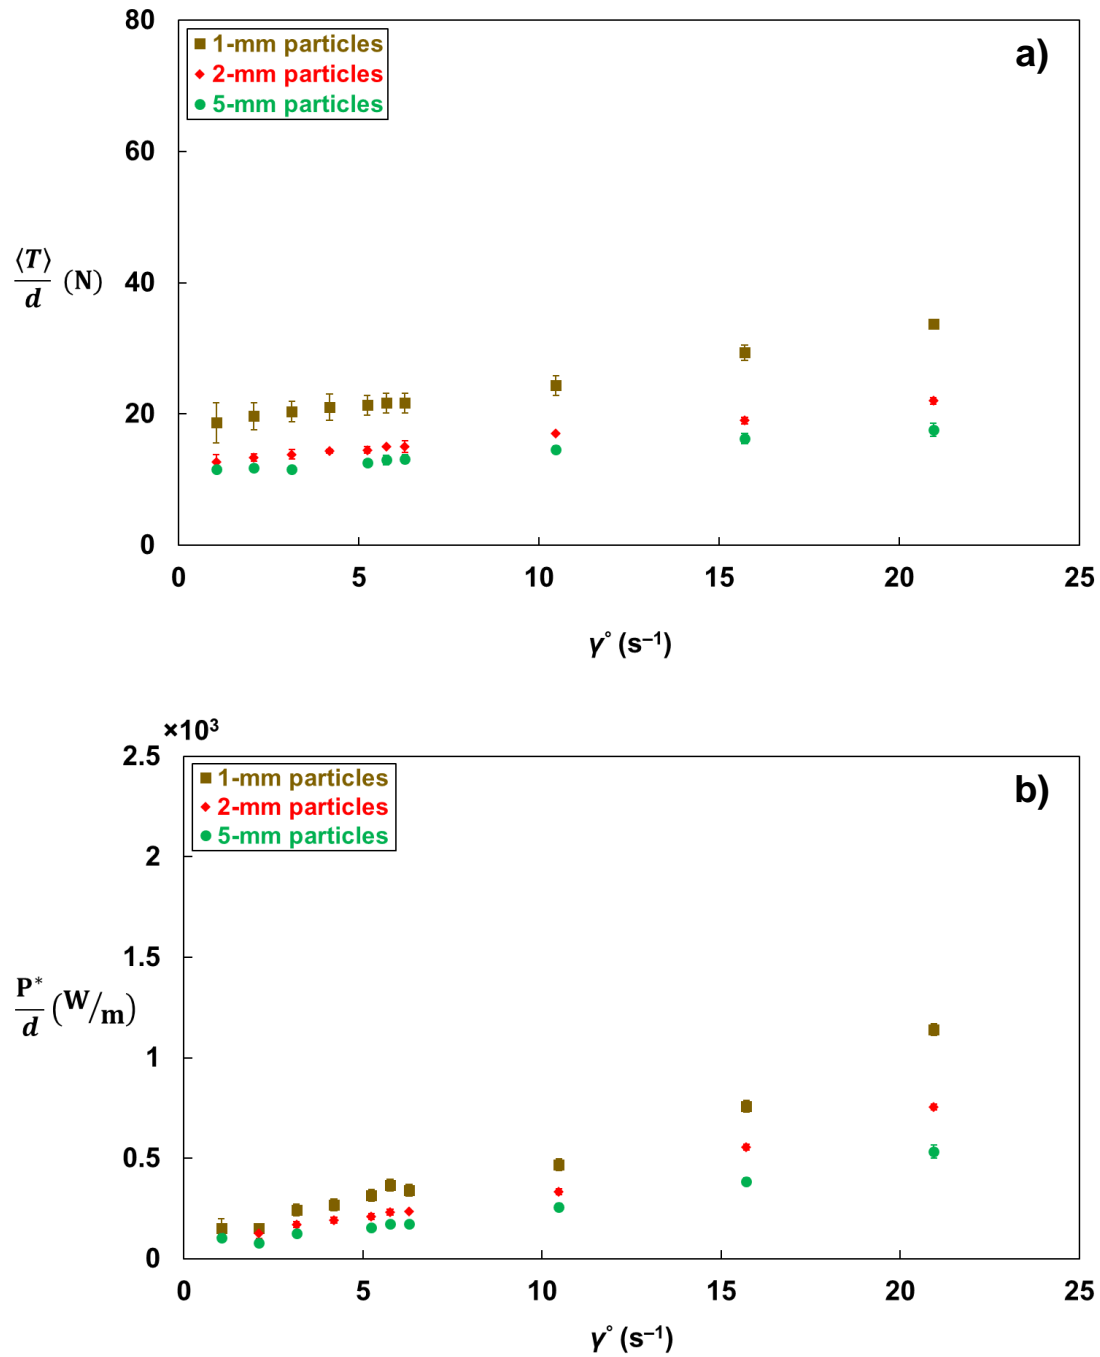 80
1-mm particles
2-mm particles
5-mm particles
a)
60
40
⟨T⟩
d
(N)
20
0
0 5 10 15 20 25
γ° (s⁻¹)
×10³
2.5
1-mm particles
2-mm particles
5-mm particles
b)
2
1.5
P*
d
(W/m)
1
0.5
0
0 5 10 15 20 25
γ° (s⁻¹)